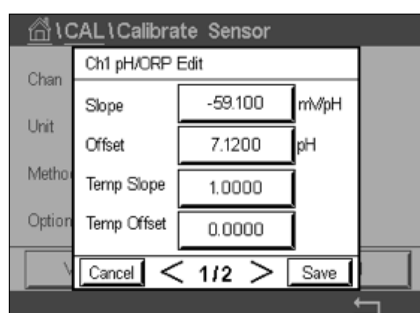 \CAL\Calibrate Sensor
Ch1 pH/ORP Edit
Chan
Slope -59.100 mV/pH
Unit
Offset 7.1200 pH
Temp Slope 1.0000
Option
Temp Offset 0.0000
Cancel < 1/2 > Save